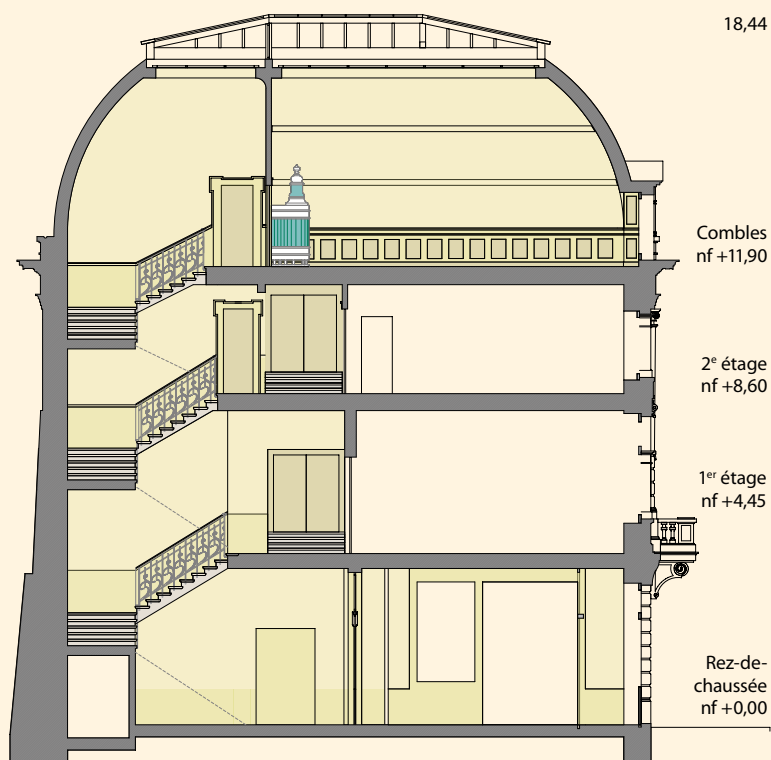 18,44
Combles
nf +11,90
2e étage
nf +8,60
1er étage
nf +4,45
Rez-de-
chaussée
nf +0,00